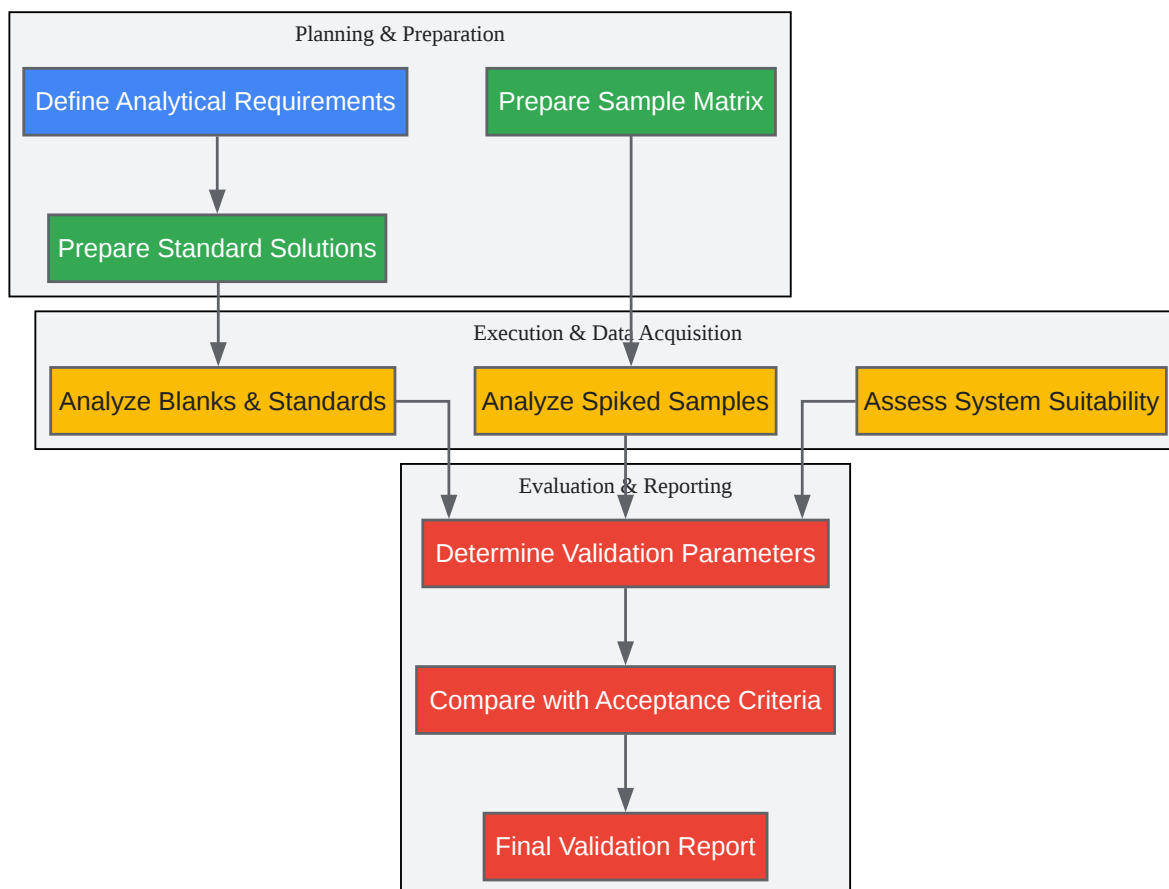 Planning & Preparation
Define Analytical Requirements
Prepare Sample Matrix
Prepare Standard Solutions
Execution & Data Acquisition
Analyze Blanks & Standards
Analyze Spiked Samples
Assess System Suitability
Evaluation & Reporting
Determine Validation Parameters
Compare with Acceptance Criteria
Final Validation Report